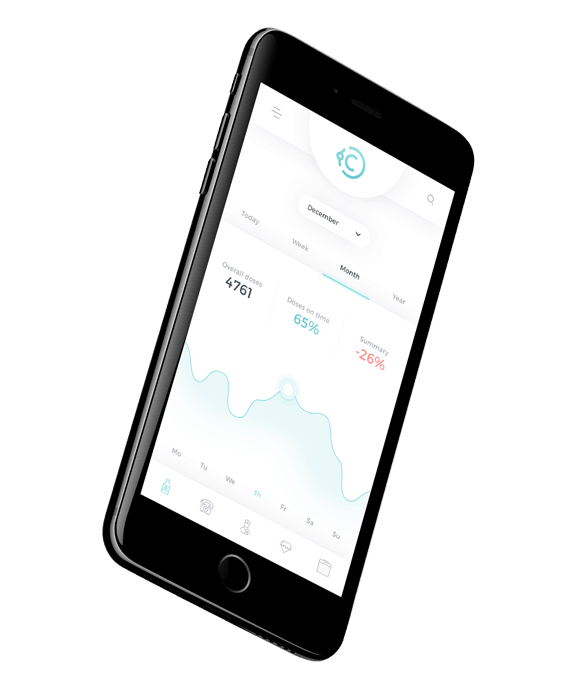 C
December
Today
Week
Month
Year
Overall doses
4761
Doses on time
65%
Summary
-26%
Mo
Tu
We
Th
Fr
Sa
Su